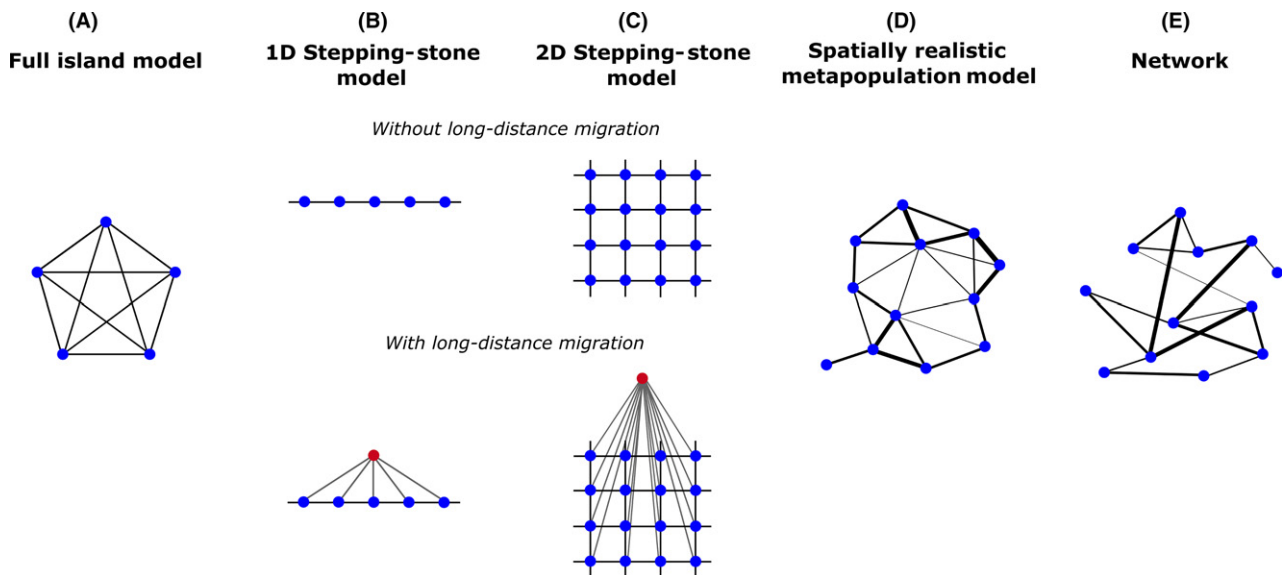 (A)
Full island model
(B)
1D Stepping-stone
model
(C)
2D Stepping-stone
model
(D)
Spatially realistic
metapopulation model
(E)
Network
Without long-distance migration
With long-distance migration